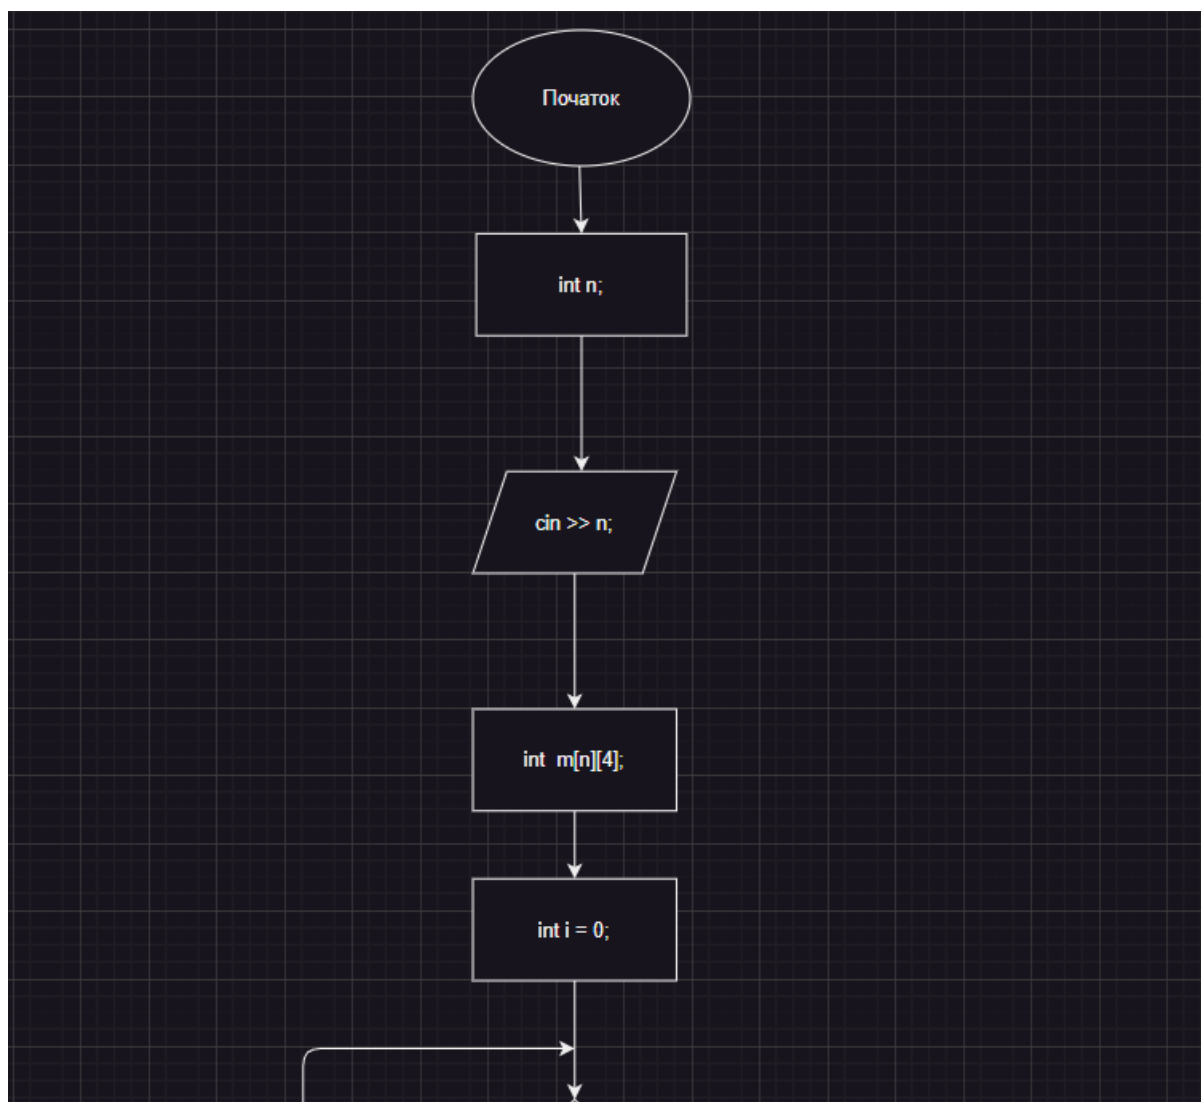 Початок
int n;
cin >> n;
int  m[n][4];
int i = 0;